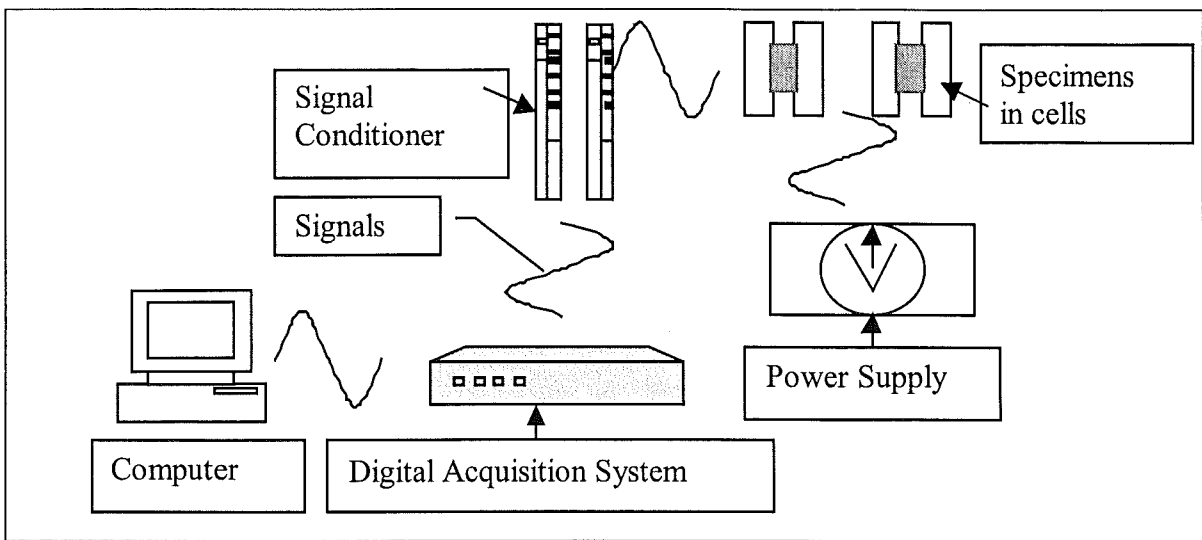 Signal
Conditioner
Specimens
in cells
Signals
Power Supply
Computer
Digital Acquisition System